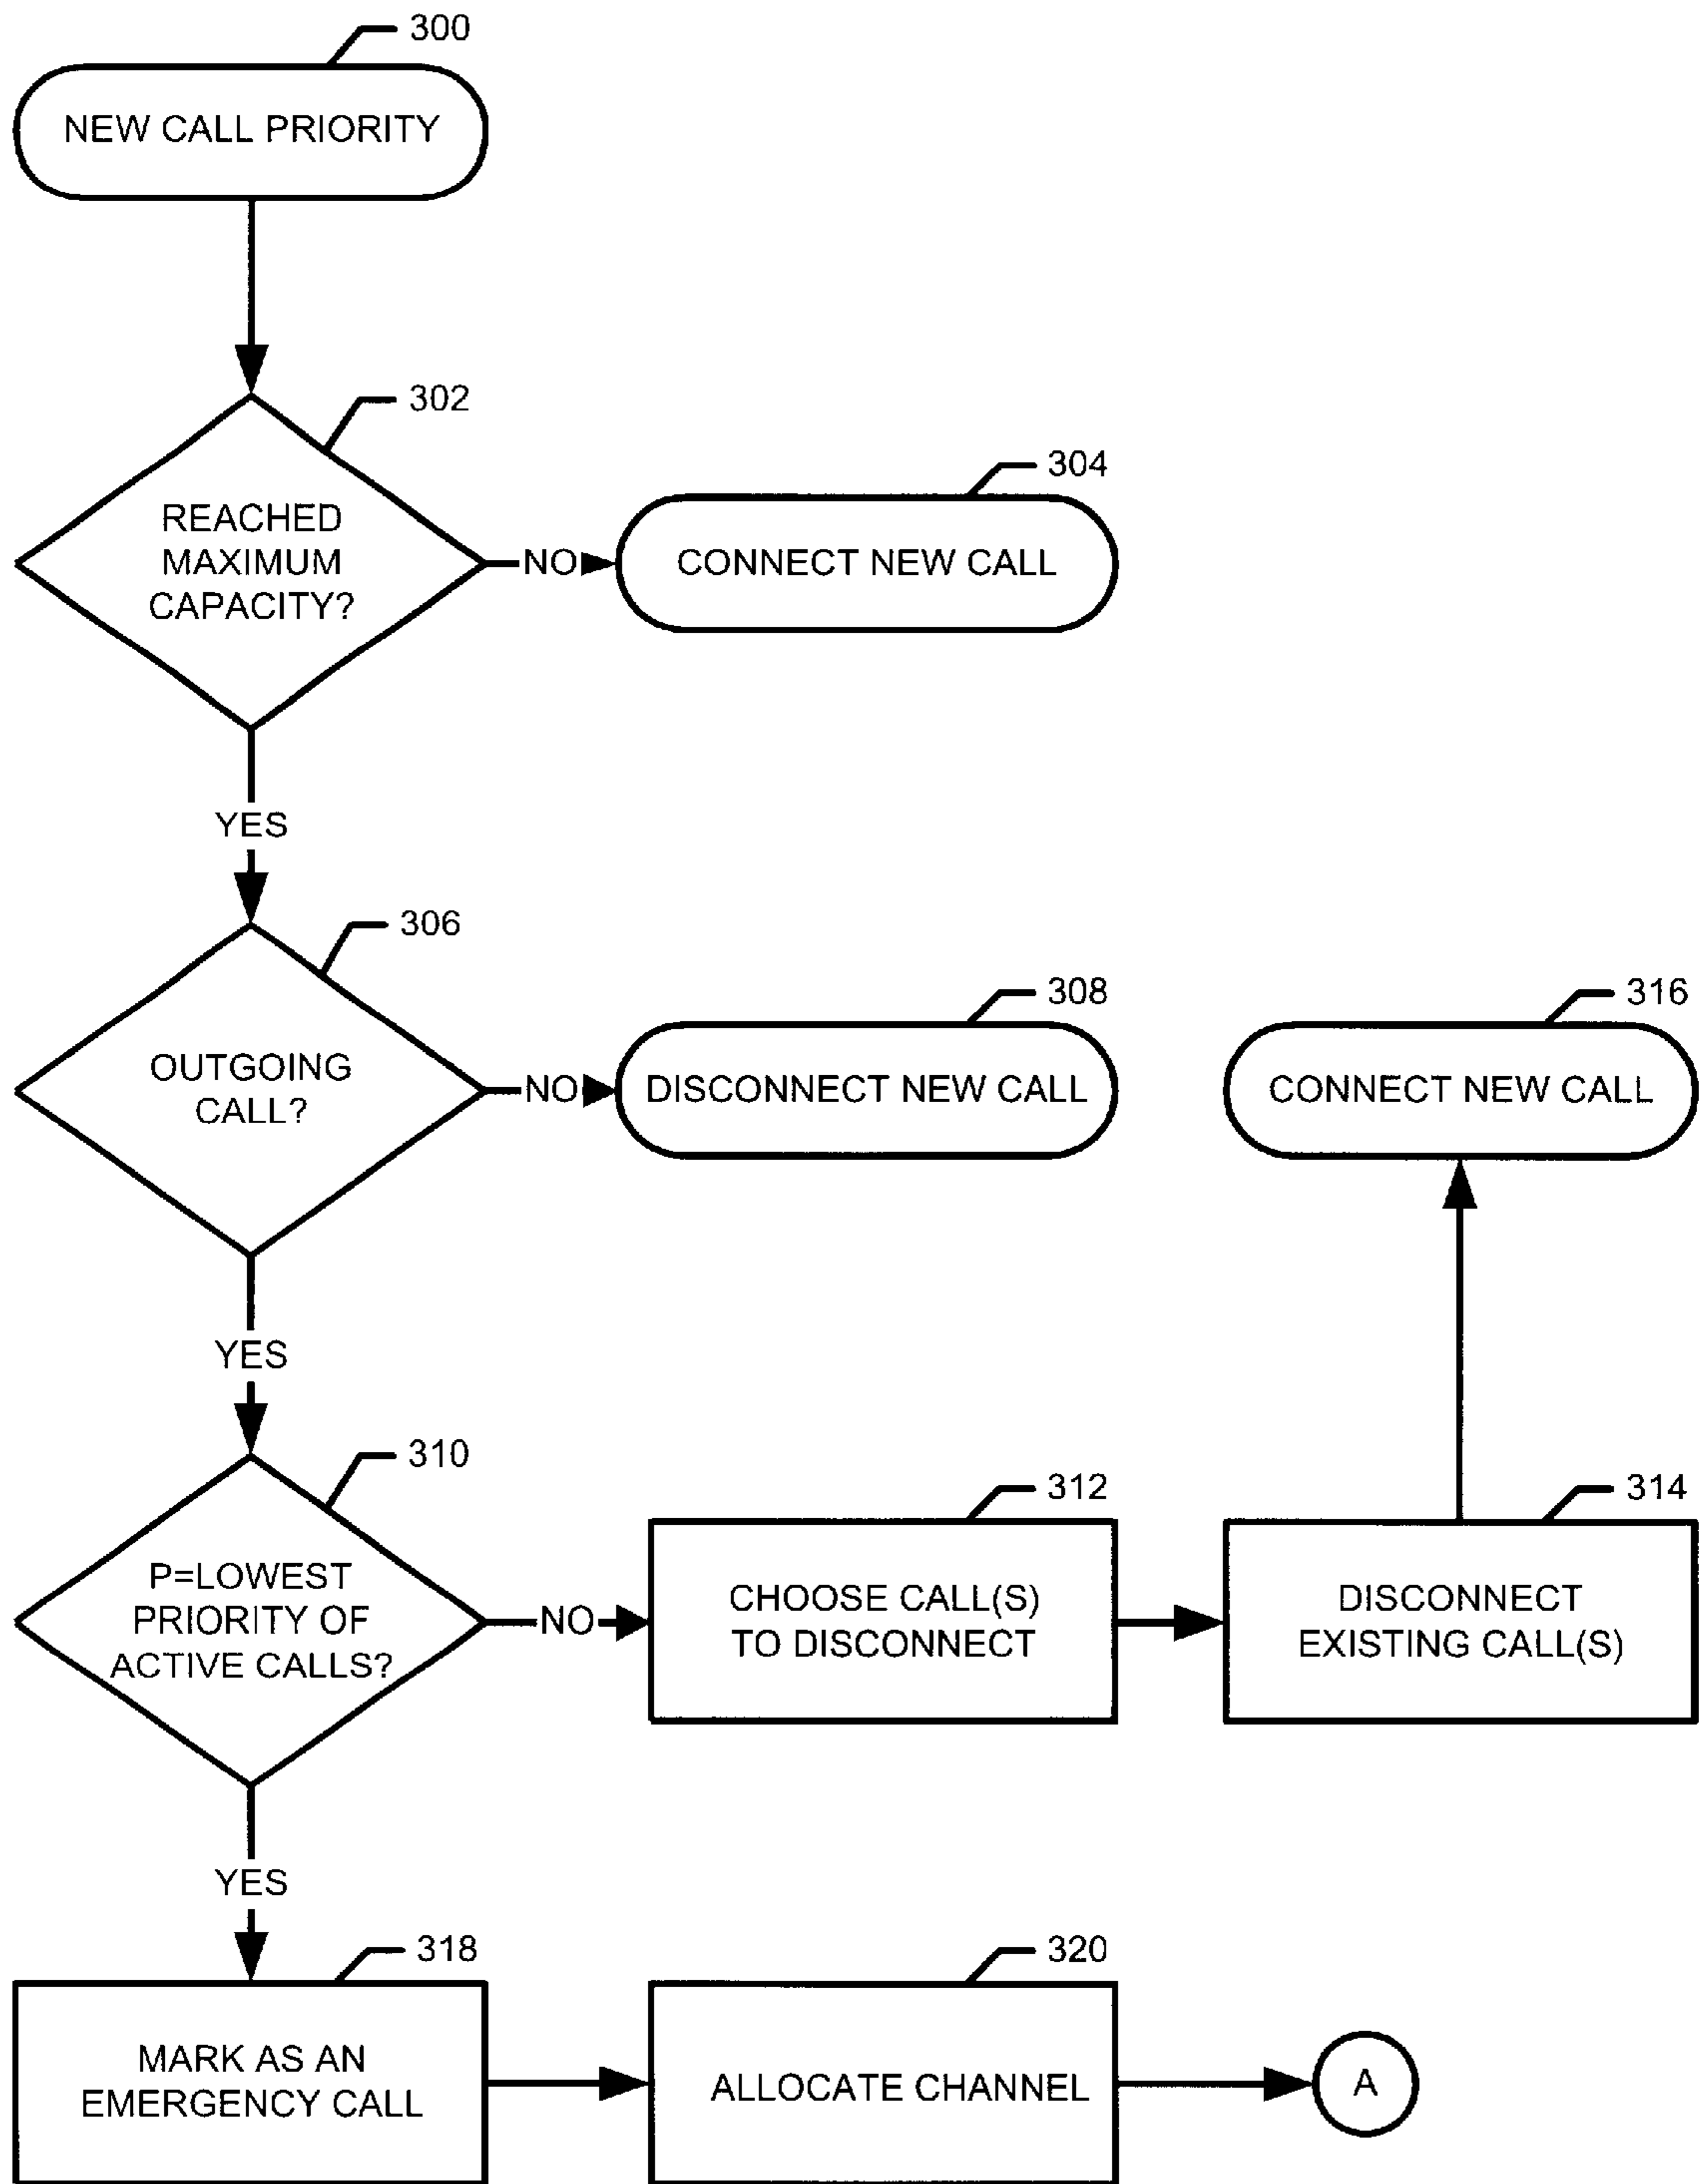 300
NEW CALL PRIORITY
302
REACHED
MAXIMUM
CAPACITY?
NO
304
CONNECT NEW CALL
YES
306
OUTGOING
CALL?
NO
308
DISCONNECT NEW CALL
316
CONNECT NEW CALL
YES
310
P=LOWEST
PRIORITY OF
ACTIVE CALLS?
NO
312
CHOOSE CALL(S)
TO DISCONNECT
314
DISCONNECT
EXISTING CALL(S)
YES
318
MARK AS AN
EMERGENCY CALL
320
ALLOCATE CHANNEL
A